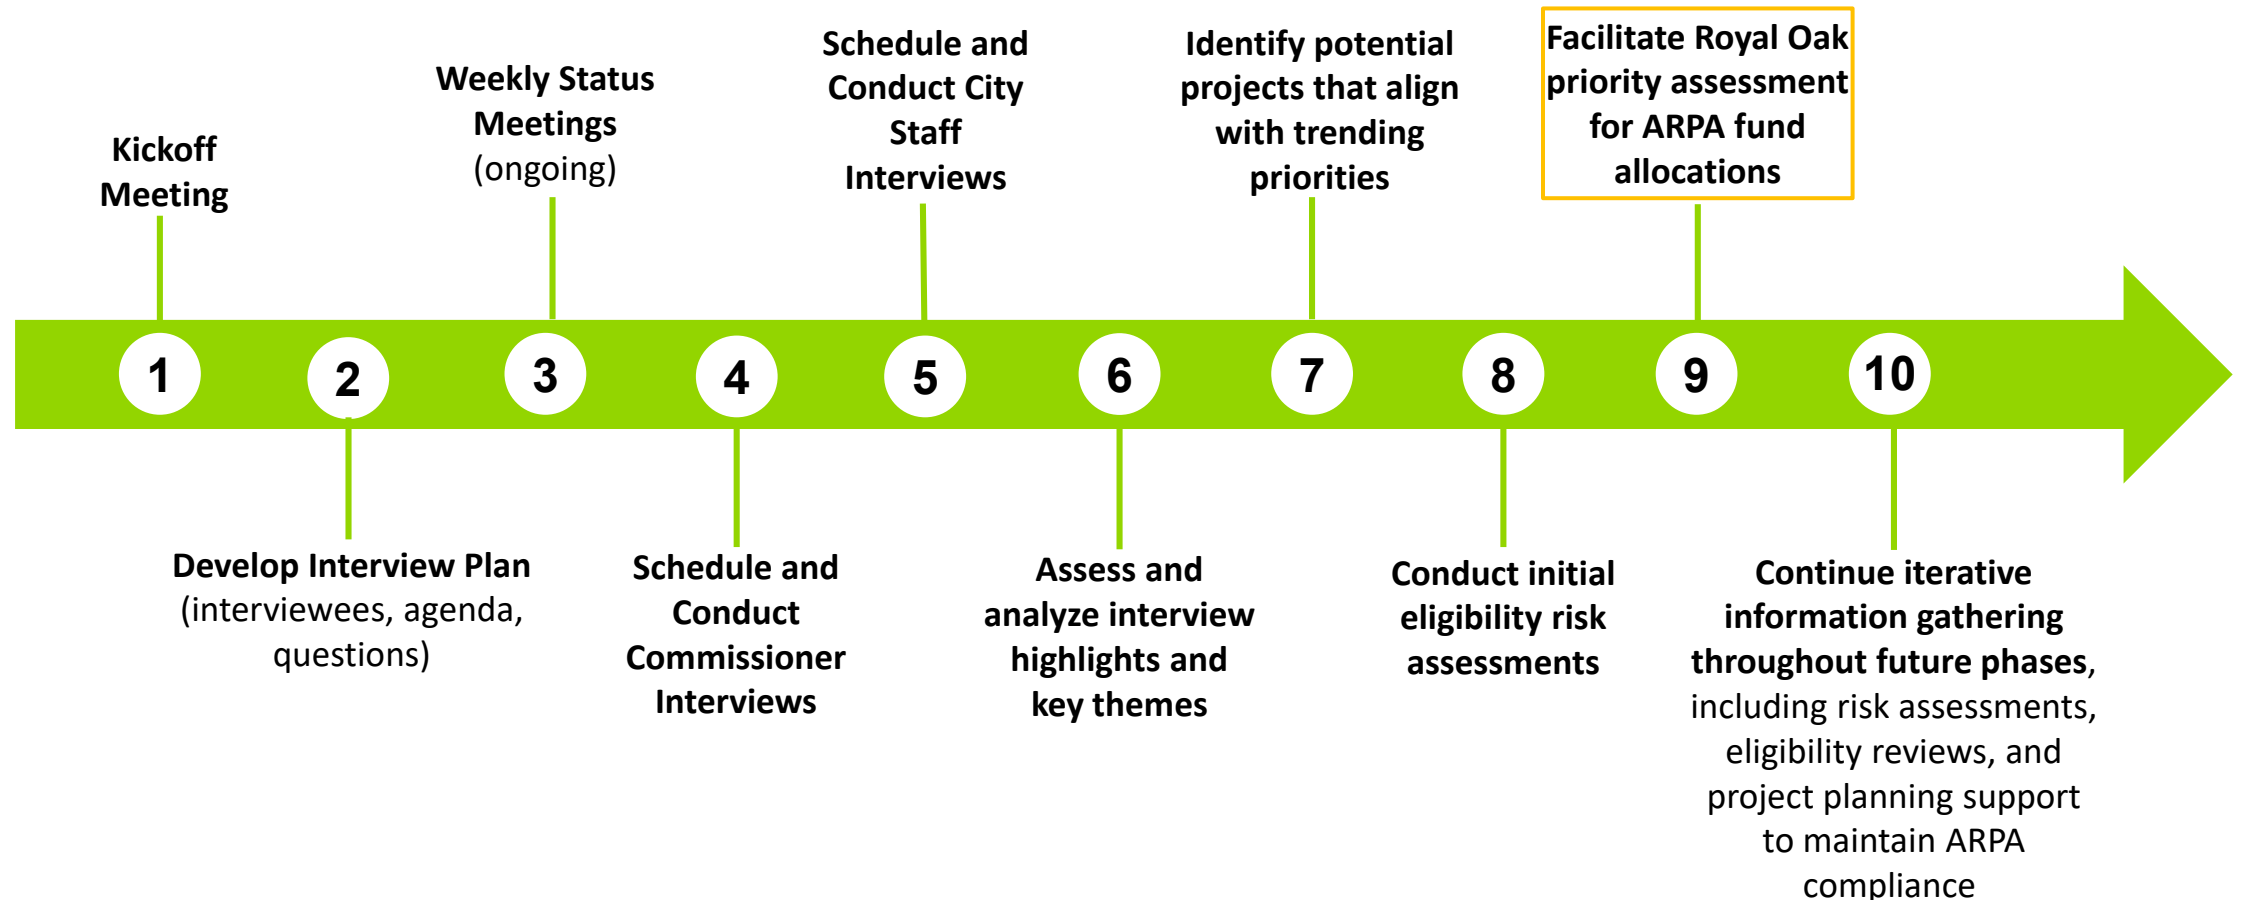 Kickoff
Meeting
Weekly Status
Meetings
(ongoing)
Schedule and
Conduct City
Staff
Interviews
Identify potential
projects that align
with trending
priorities
Facilitate Royal Oak
priority assessment
for ARPA fund
allocations
1
2
3
4
5
6
7
8
9
10
Develop Interview Plan
(interviewees, agenda,
questions)
Schedule and
Conduct
Commissioner
Interviews
Assess and
analyze interview
highlights and
key themes
Conduct initial
eligibility risk
assessments
Continue iterative
information gathering
throughout future phases,
including risk assessments,
eligibility reviews, and
project planning support
to maintain ARPA
compliance